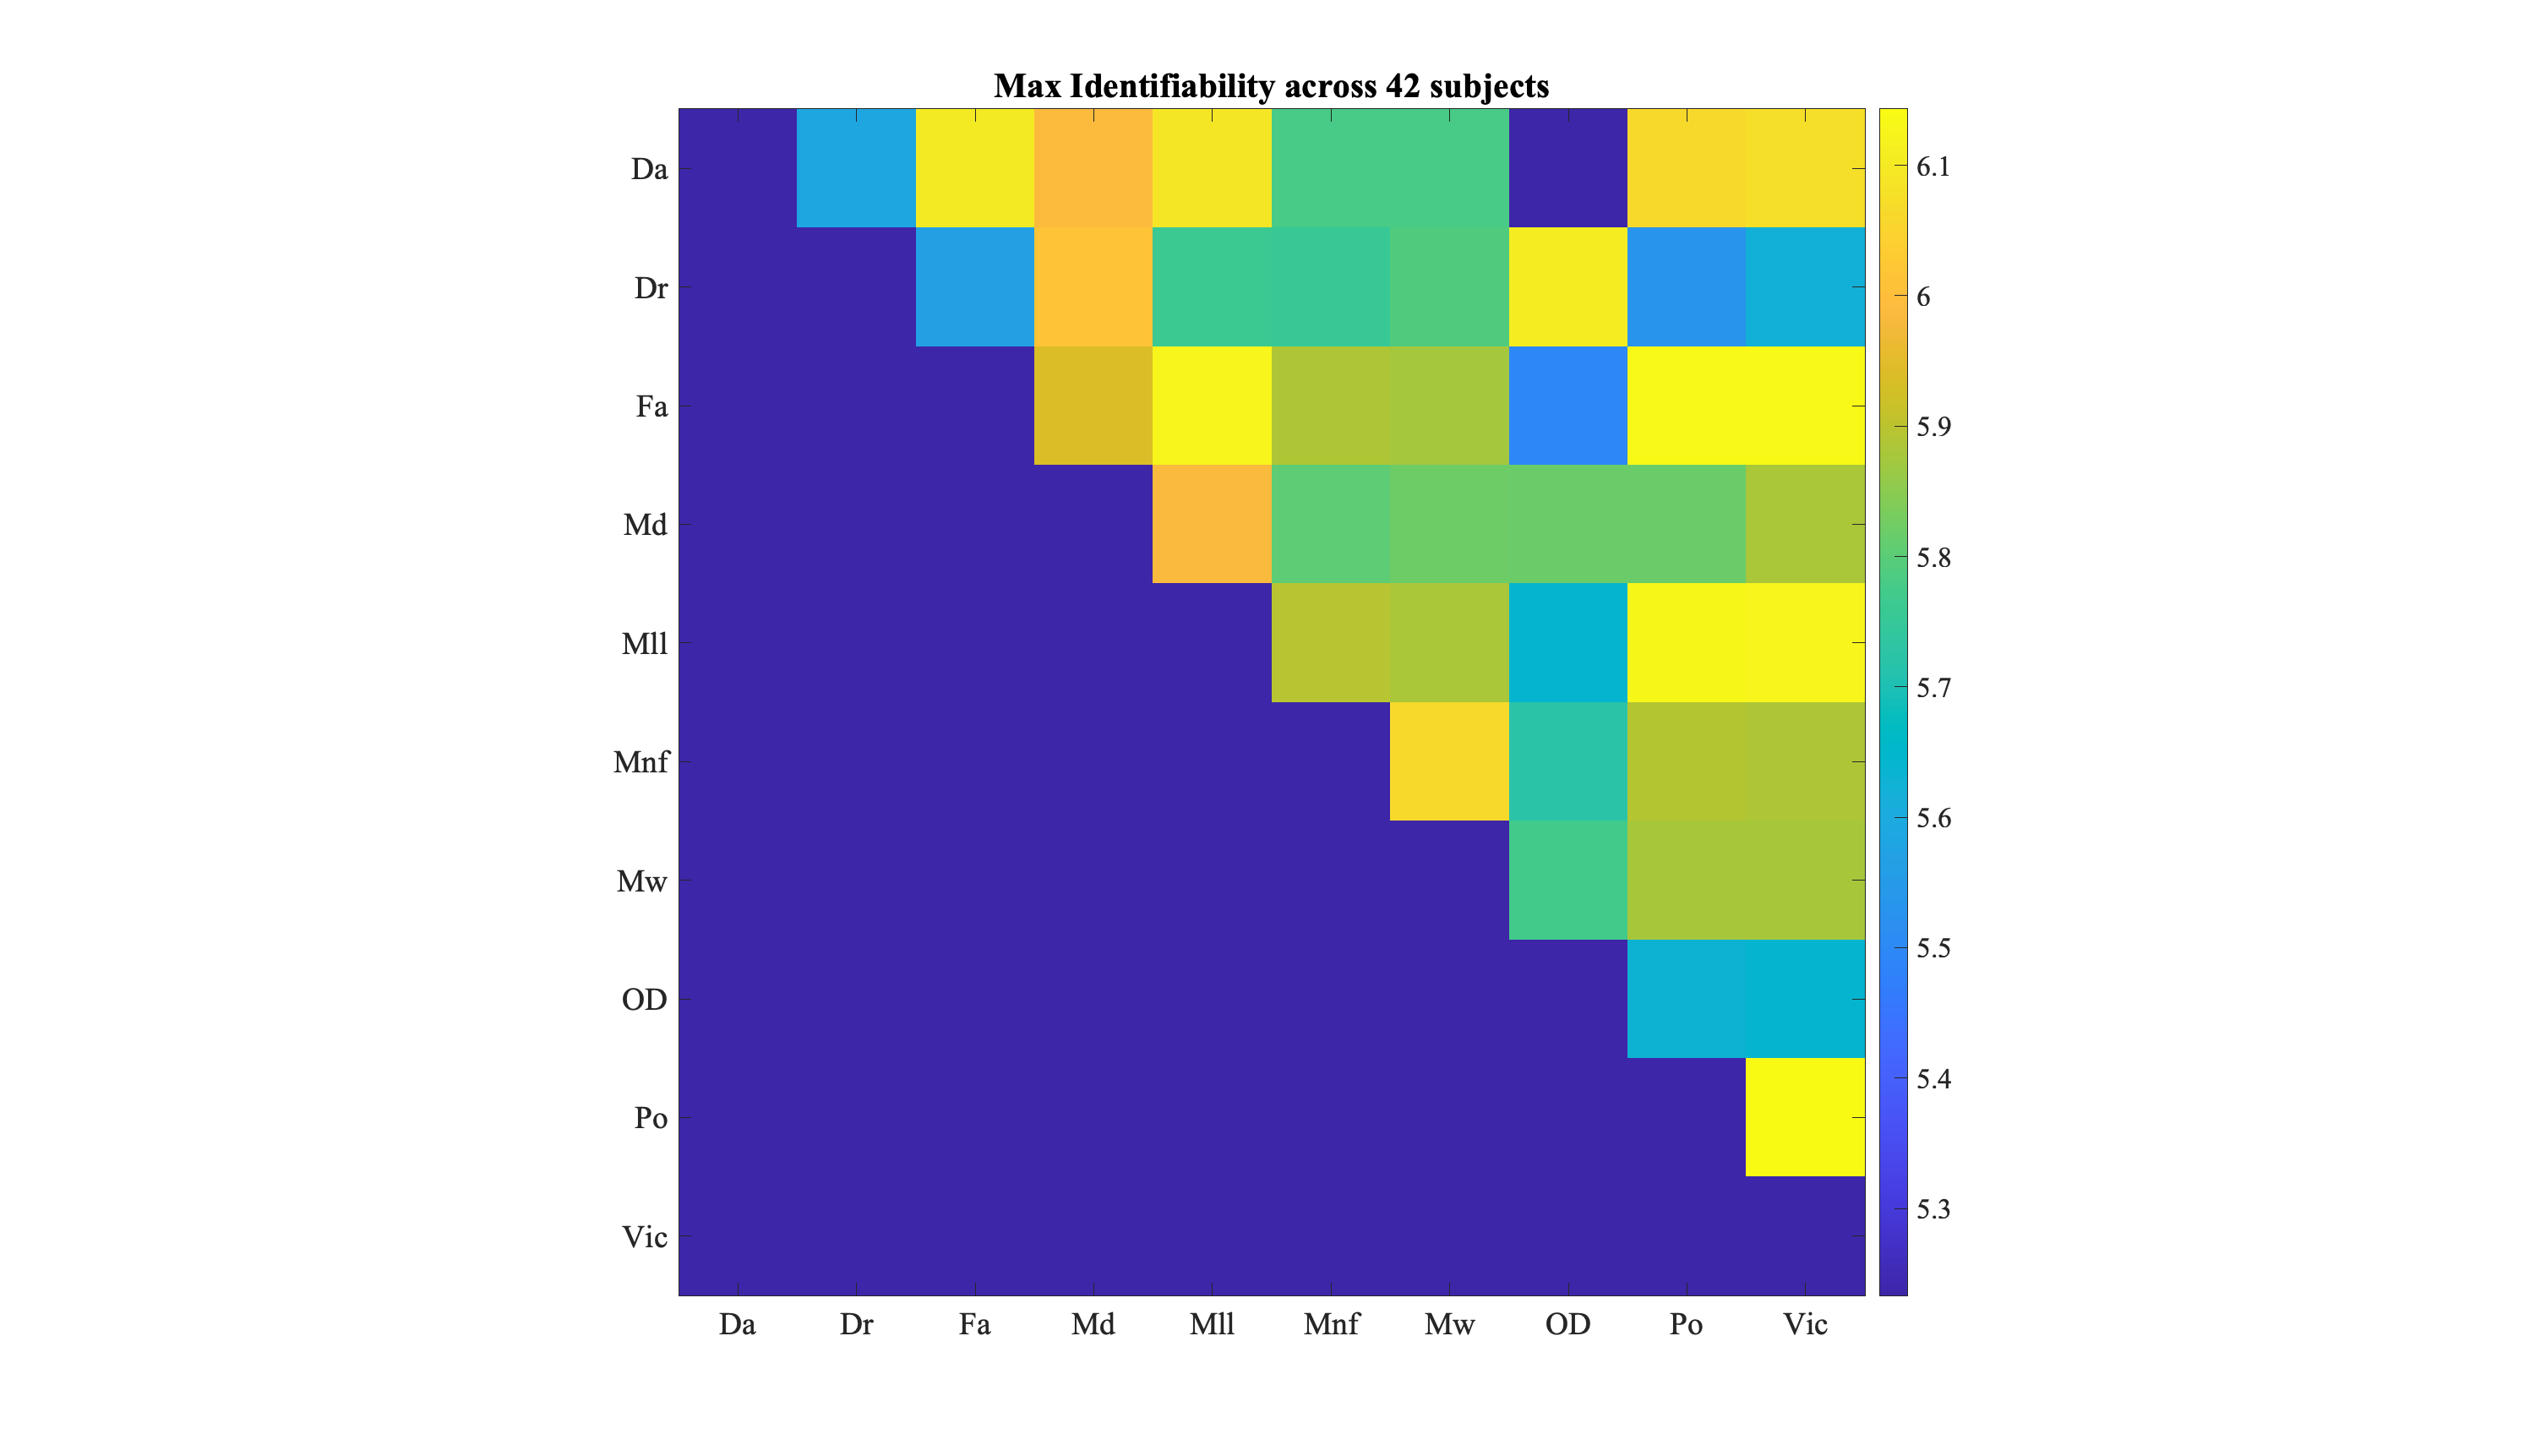 Max Identifiability across 42 subjects
Da
Dr
Fa
Md
Mll
Mnf
Mw
OD
Po
Vic
Da Dr Fa Md Mll Mnf Mw OD Po Vic
6.1
6
5.9
5.8
5.7
5.6
5.5
5.4
5.3